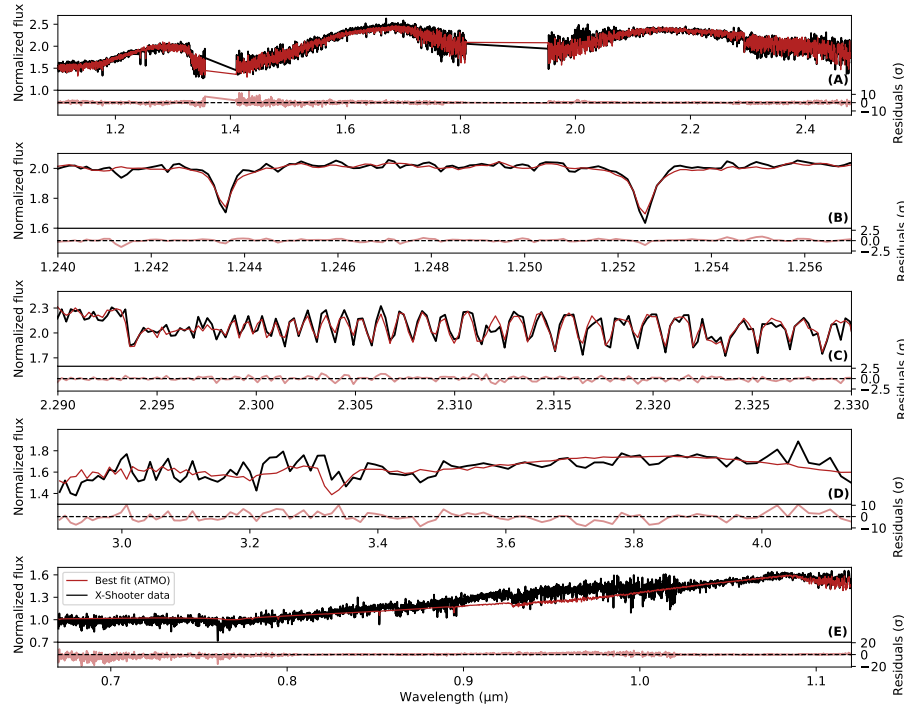 Normalized flux
2.5
2.0
1.5
1.0
(A)
10
0
−10
Residuals (σ)
1.2 1.4 1.6 1.8 2.0 2.2 2.4
Normalized flux
2.0
1.8
1.6
(B)
2.5
0.0
−2.5
Residuals (σ)
1.240 1.242 1.244 1.247 1.248 1.250 1.252 1.254 1.256
Normalized flux
2.3
2.0
1.7
(C)
2.5
0.0
Residuals (σ)
2.290 2.295 2.300 2.305 2.310 2.315 2.320 2.325 2.330
Normalized flux
1.8
1.6
1.4
(D)
10
0
−10
Residuals (σ)
3.0 3.2 3.4 3.6 3.8 4.0
Normalized flux
1.6
1.3
1.0
0.7
Best fit (ATMO)
X-Shooter data
(E)
20
0
−20
Residuals (σ)
0.7 0.8 0.9 1.0 1.1
Wavelength (μm)